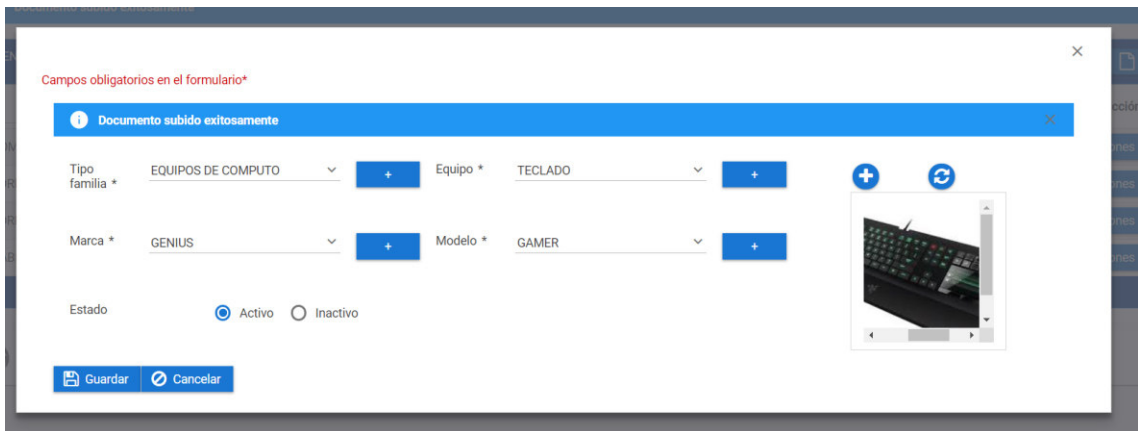 Documento subido exitosamente
Campos obligatorios en el formulario*
Documento subido exitosamente
Tipo familia * EQUIPOS DE COMPUTO + Equipo * TECLADO +
Marca * GENIUS + Modelo * GAMER +
Estado Activo Inactivo
Guardar Cancelar